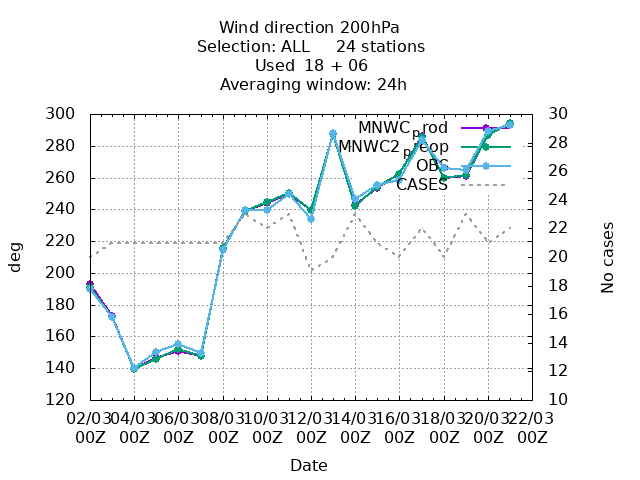 Wind direction 200hPa
Selection: ALL 24 stations
Used 18 + 06
Averaging window: 24h
300
280
260
240
220
200
180
160
140
120
deg
30
28
26
24
22
20
18
16
14
12
10
No cases
MNWC_prod
MNWC2_preop
OBS
CASES
02/03 04/03 06/03 08/03 10/03 12/03 14/03 16/03 18/03 20/03 22/03
00Z 00Z 00Z 00Z 00Z 00Z 00Z 00Z 00Z 00Z 00Z
Date